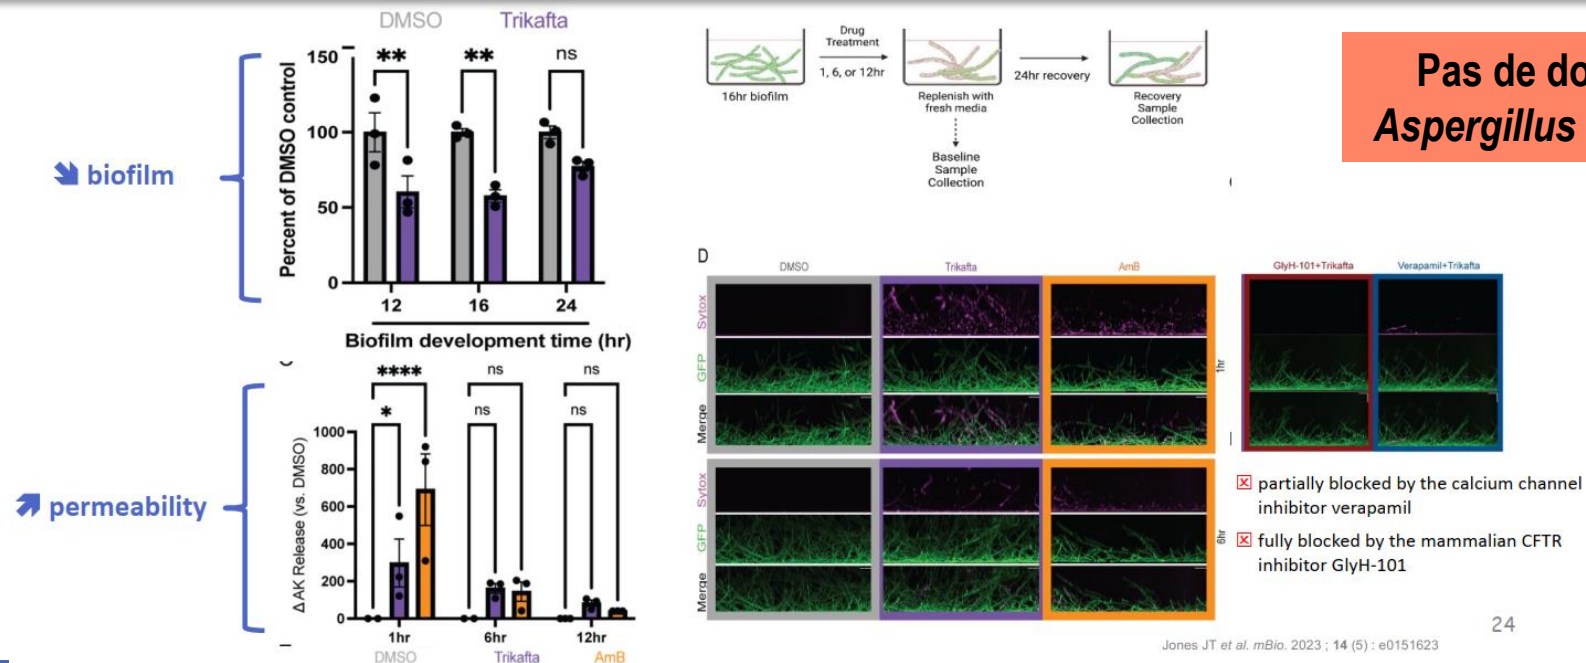 DMSO Trikafta
Percent of DMSO control
150
100
50
0
** ** ns
12 16 24
Biofilm development time (hr)
biofilm
permeability
Δ AK Release (vs. DMSO)
1000
800
600
400
200
0
**** ns ns
* ns ns
1hr 6hr 12hr
DMSO Trikafta AmB
16hr biofilm
Drug
Treatment
1, 6, or 12hr
Replenish with
fresh media
Baseline
Sample
Collection
24hr recovery
Recovery
Sample
Collection
Pas de
Aspergillus
D
DMSO Trikafta AmB
Sytox
GFP
Merge
1hr
Sytox
GFP
Merge
6hr
GlyH-101+Trikafta Verapamil+Trikafta
partially blocked by the calcium channel
inhibitor verapamil
fully blocked by the mammalian CFTR
inhibitor GlyH-101
24
Jones JT et al. mBio. 2023 ; 14 (5) : e0151623